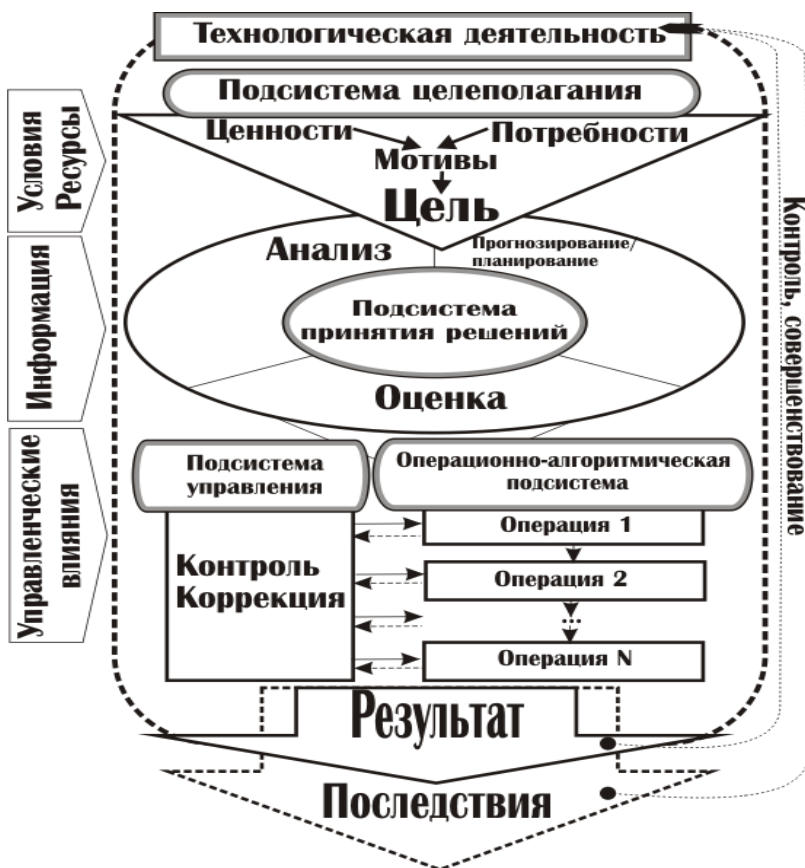 Технологическая деятельность
Подсистема целеполагания
Ценности
Потребности
Мотивы
Цель
Условия
Ресурсы
Анализ
Прогнозирование/
планирование
Подсистема
принятия решений
Оценка
Информация
Подсистема
управления
Операционно-алгоритмическая
подсистема
Контроль
Коррекция
Операция 1
Операция 2
...
Операция N
Управленческие
влияния
Результат
Последствия
Контроль, совершенствование